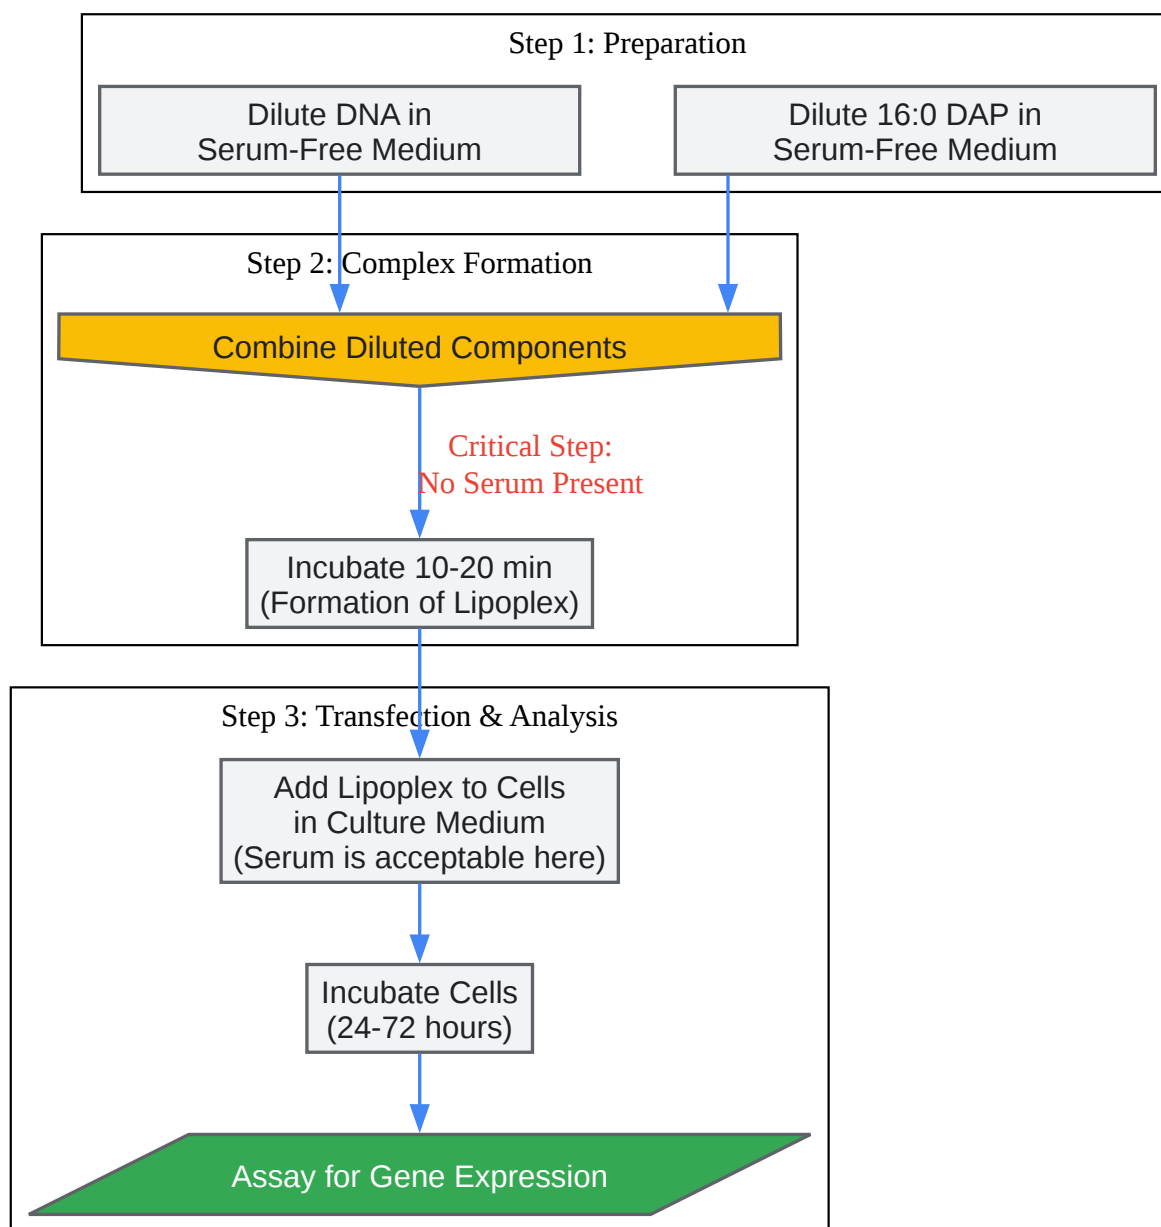 Step 1: Preparation
Dilute DNA in
Serum-Free Medium
Dilute 16:0 DAP in
Serum-Free Medium
Step 2: Complex Formation
Combine Diluted Components
Critical Step:
No Serum Present
Incubate 10-20 min
(Formation of Lipoplex)
Step 3: Transfection & Analysis
Add Lipoplex to Cells
in Culture Medium
(Serum is acceptable here)
Incubate Cells
(24-72 hours)
Assay for Gene Expression